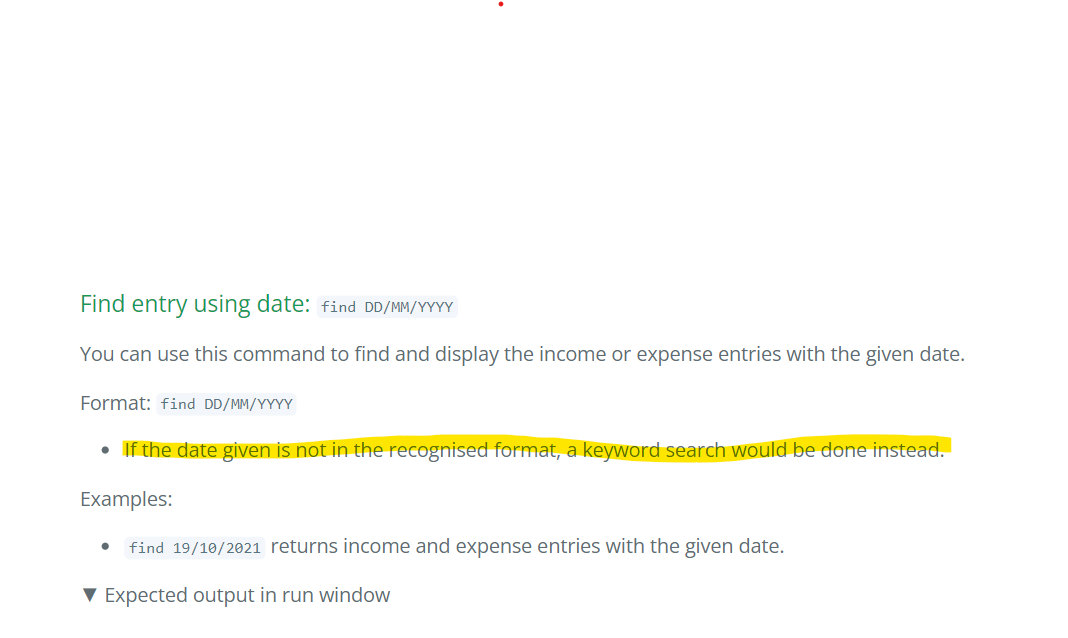 Find entry using date: find DD/MM/YYYY
You can use this command to find and display the income or expense entries with the given date.
Format: find DD/MM/YYYY
• If the date given is not in the recognised format, a keyword search would be done instead.
Examples:
• find 19/10/2021 returns income and expense entries with the given date.
▼ Expected output in run window